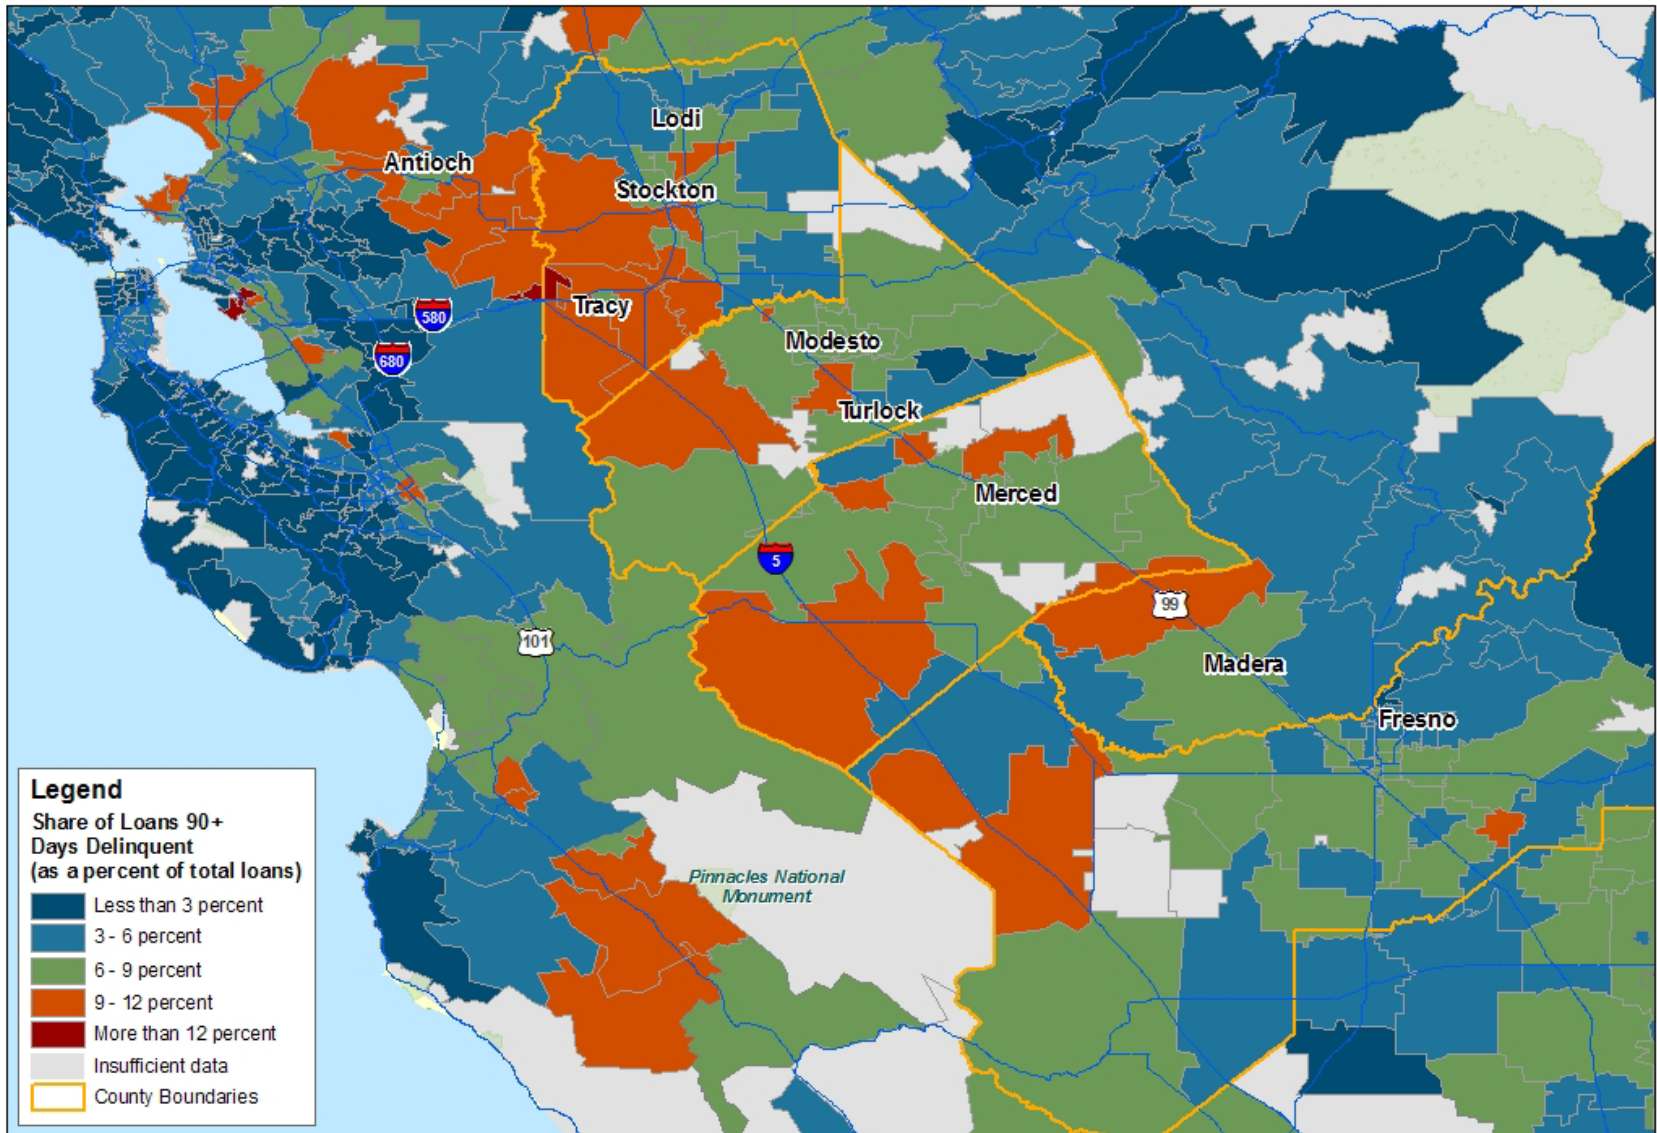 Lodi
Antioch
Stockton
Tracy
580
Modesto
680
Turlock
Merced
5
99
101
Madera
Fresno
Legend
Share of Loans 90+
Days Delinquent
(as a percent of total loans)
Less than 3 percent
3 - 6 percent
6 - 9 percent
9 - 12 percent
More than 12 percent
Insufficient data
County Boundaries
Pinnacles National
Monument